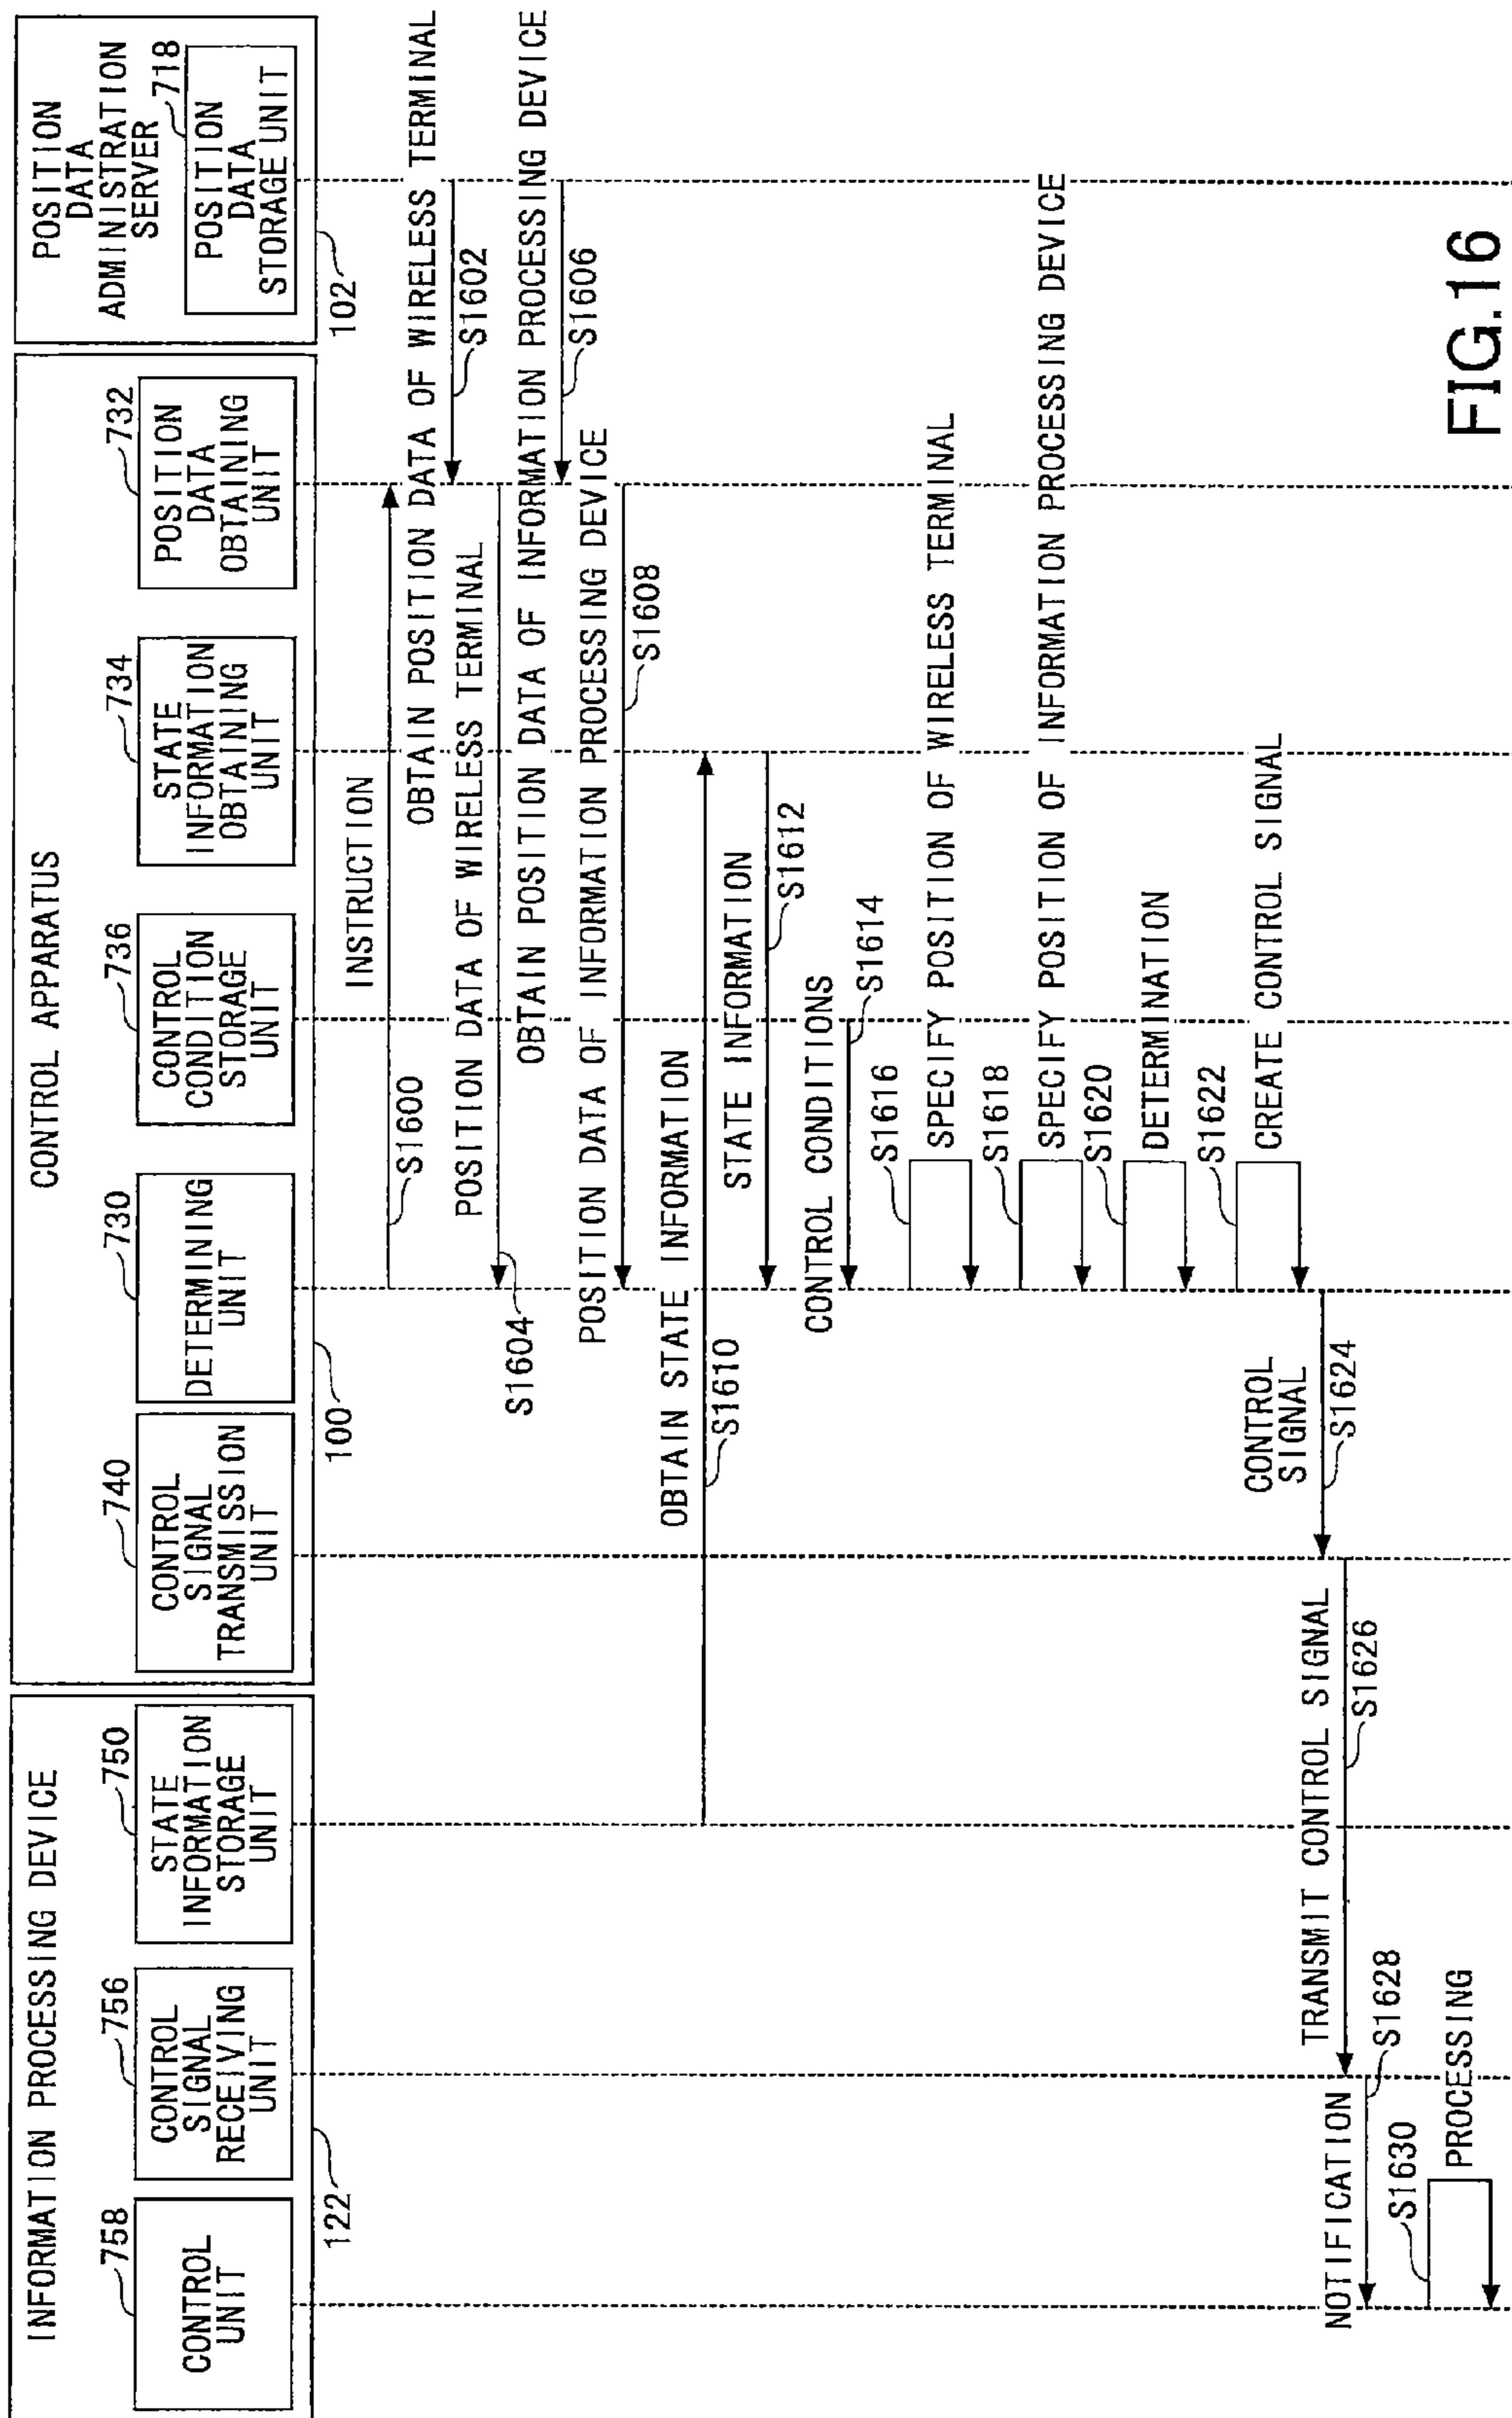 INFORMATION PROCESSING DEVICE
758
CONTROL
UNIT
756
CONTROL
SIGNAL
RECEIVING
UNIT
750
STATE
INFORMATION
STORAGE
UNIT
122
CONTROL APPARATUS
740
CONTROL
SIGNAL
TRANSMISSION
UNIT
730
DETERMINING
UNIT
736
CONTROL
CONDITION
STORAGE
UNIT
734
STATE
INFORMATION
OBTAINING
UNIT
732
POSITION
DATA
OBTAINING
UNIT
100
POSITION
DATA
ADMINISTRATION
SERVER
718
POSITION
DATA
STORAGE UNIT
102
INSTRUCTION
S1600
OBTAIN POSITION DATA OF WIRELESS TERMINAL
S1602
POSITION DATA OF WIRELESS TERMINAL
S1604
OBTAIN POSITION DATA OF INFORMATION PROCESSING DEVICE
S1606
POSITION DATA OF INFORMATION PROCESSING DEVICE
S1608
OBTAIN STATE INFORMATION
S1610
STATE INFORMATION
S1612
CONTROL CONDITIONS
S1614
S1616
SPECIFY POSITION OF WIRELESS TERMINAL
S1618
SPECIFY POSITION OF INFORMATION PROCESSING DEVICE
S1620
DETERMINATION
S1622
CREATE CONTROL SIGNAL
CONTROL
SIGNAL
S1624
TRANSMIT CONTROL SIGNAL
S1626
NOTIFICATION
S1628
S1630
PROCESSING
FIG.16